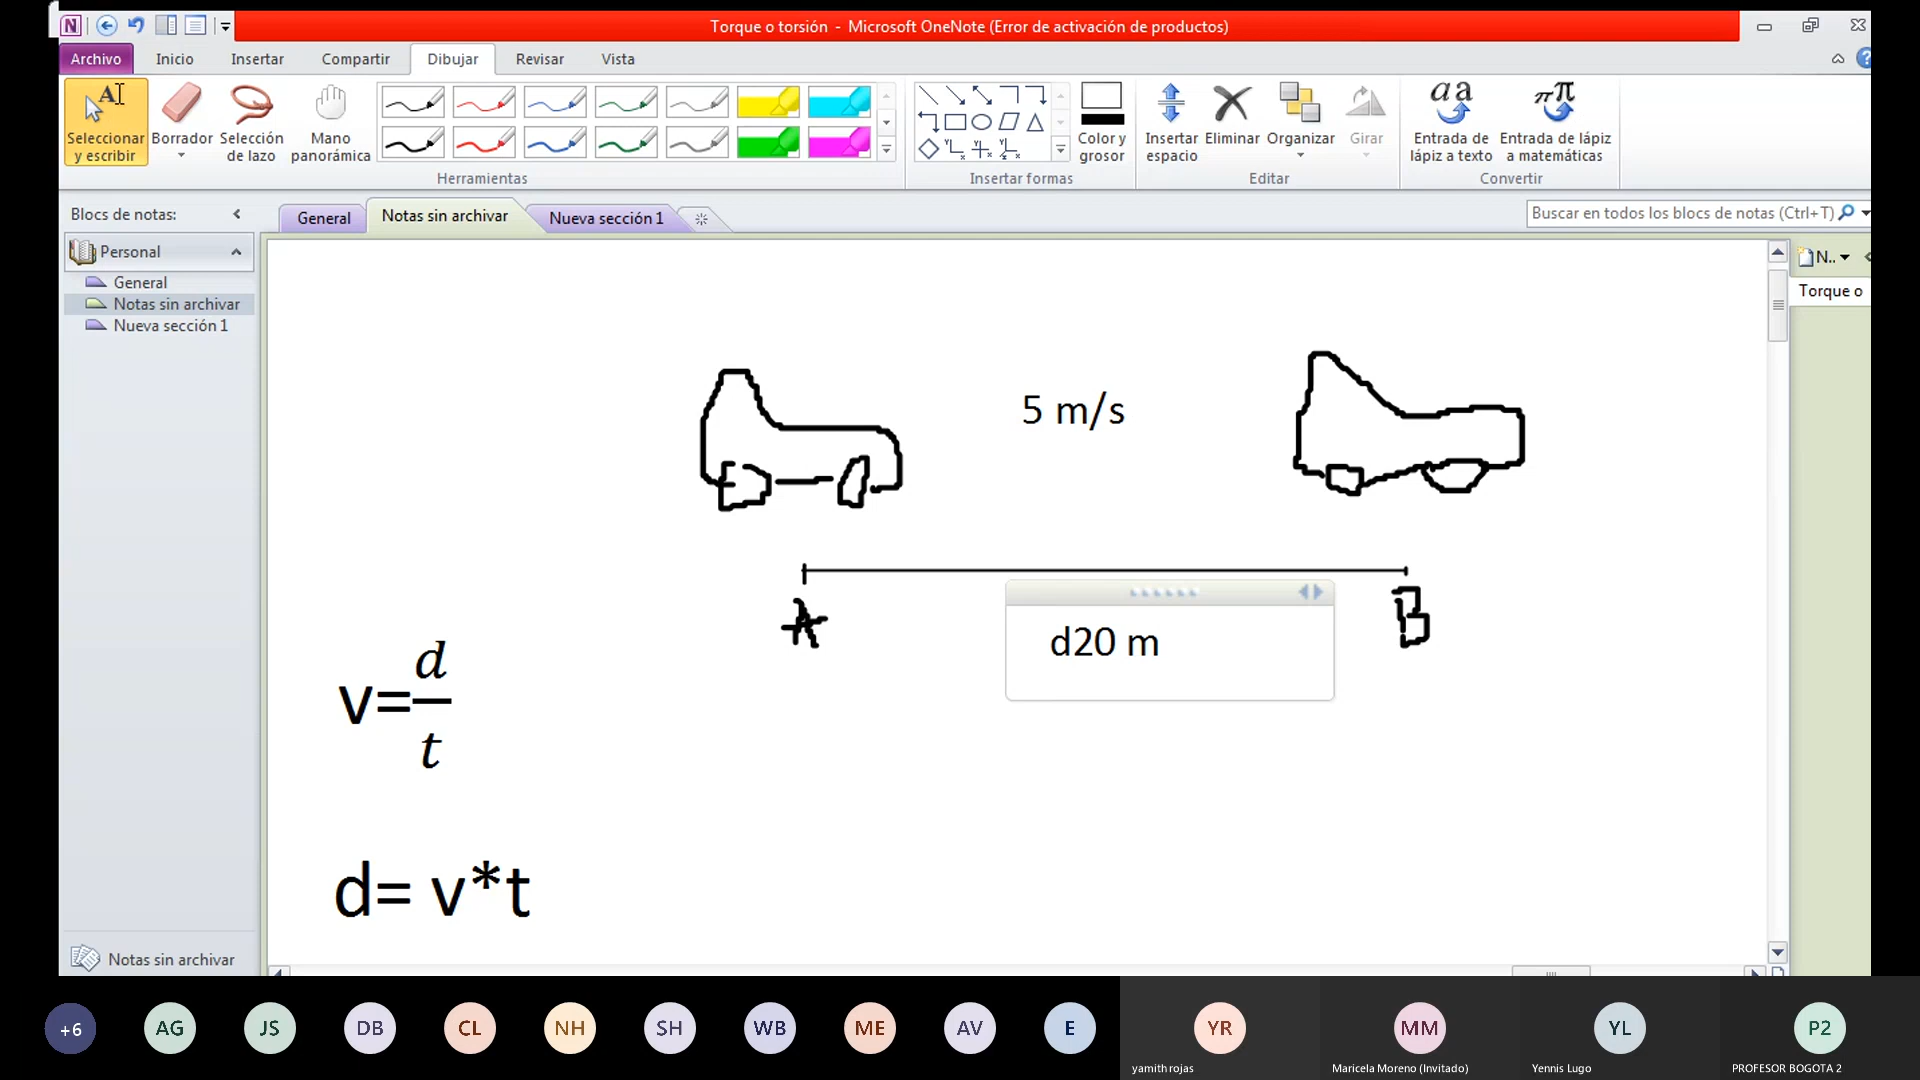 Torque o torsión - Microsoft OneNote (Error de activación de productos)
Archivo Inicio Insertar Compartir Dibujar Revisar Vista
Seleccionar y escribir
Borrador
Selección de lazo
Mano panorámica
Herramientas
Insertar formas
Color y grosor
Insertar espacio
Eliminar
Organizar
Girar
Editar
Entrada de lápiz a texto
Entrada de lápiz a matemáticas
Convertir
Blocs de notas:
General Notas sin archivar Nueva sección 1
Buscar en todos los blocs de notas (Ctrl+T)
Personal
General
Notas sin archivar
Nueva sección 1
N..
Torque o
5 m/s
A
B
d20 m
v=d/t
d= v*t
Notas sin archivar
+6 AG JS DB CL NH SH WB ME AV E YR MM YL P2
yamith rojas
Maricela Moreno (Invitado)
Yennis Lugo
PROFESOR BOGOTA 2